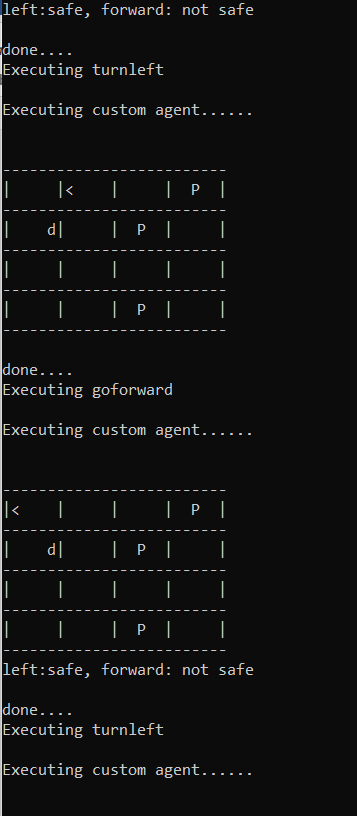 left:safe, forward: not safe
done....
Executing turnleft
Executing custom agent......
-------------------------
|     |<    |     |  P  |
-------------------------
|    d|     |  P  |     |
-------------------------
|     |     |     |     |
-------------------------
|     |     |  P  |     |
-------------------------
done....
Executing goforward
Executing custom agent......
-------------------------
|<    |     |     |  P  |
-------------------------
|    d|     |  P  |     |
-------------------------
|     |     |     |     |
-------------------------
|     |     |  P  |     |
-------------------------
left:safe, forward: not safe
done....
Executing turnleft
Executing custom agent......